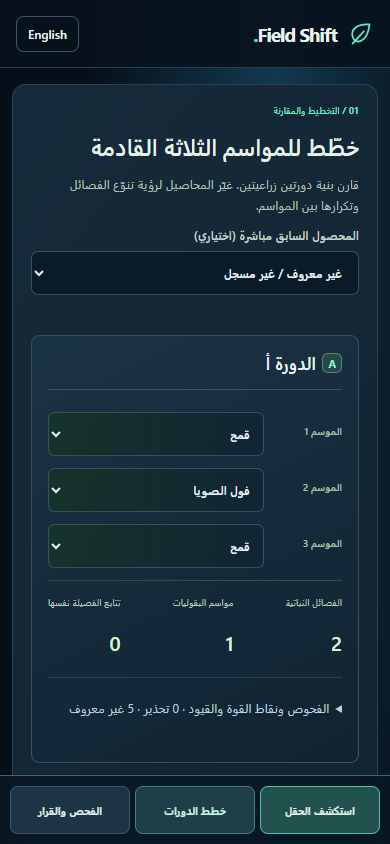 Field Shift.
English
01 / التخطيط والمقارنة
خطّط للمواسم الثلاثة القادمة
قارن بنية دورتين زراعيتين. غيّر المحاصيل لرؤية تنوّع الفصائل
وتكرارها بين المواسم.
المحصول السابق مباشرة (اختياري)
غير معروف / غير مسجل
A الدورة أ
الموسم 1
قمح
الموسم 2
فول الصويا
الموسم 3
قمح
الفصائل النباتية
مواسم البقوليات
تتابع الفصيلة نفسها
2
1
0
الفحوص ونقاط القوة والقيود · 0 تحذير · 5 غير معروف
استكشف الحقل
خطط الدورات
الفحص والقرار